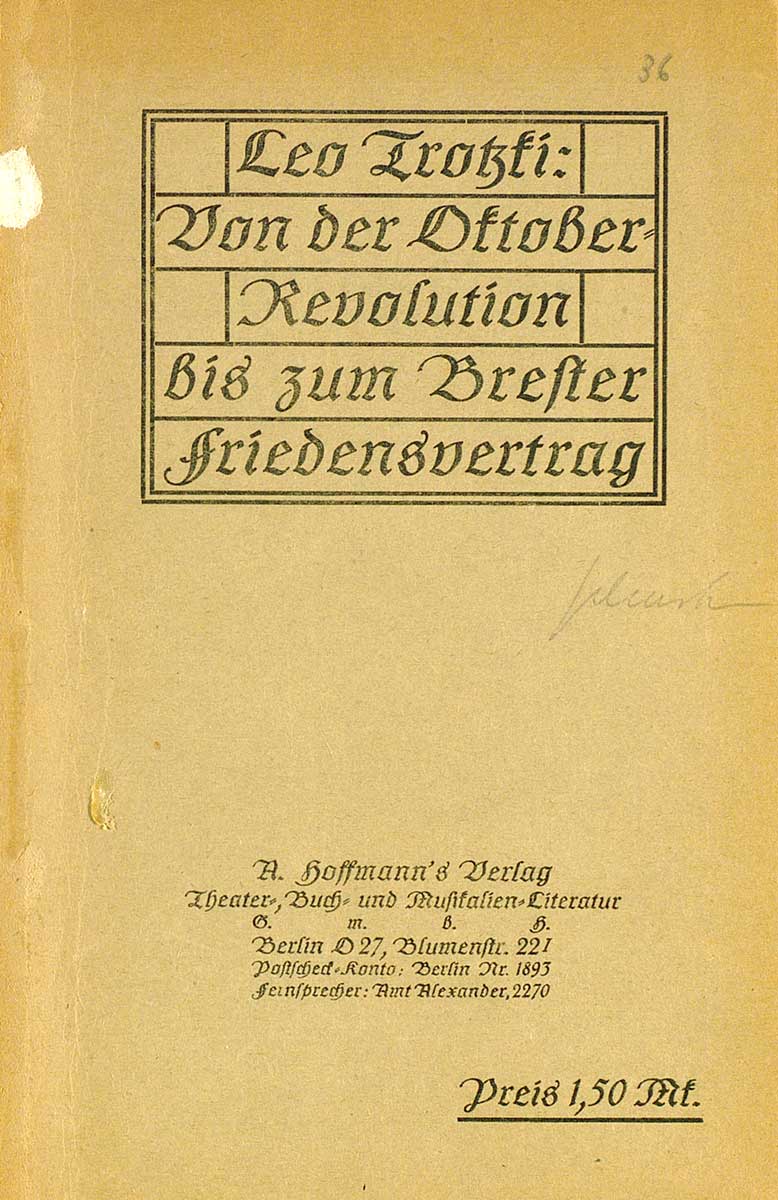 36
Leo Trotzki:
Von der Oktober-
Revolution
bis zum Brester
Friedensvertrag
A. Hoffmann's Verlag
Theater-, Buch- und Musikalien-Literatur
G. m. b. H.
Berlin O 27, Blumenstr. 22 I
Postscheck-Konto: Berlin Nr. 1893
Fernsprecher: Amt Alexander, 2270
Preis 1,50 Mk.